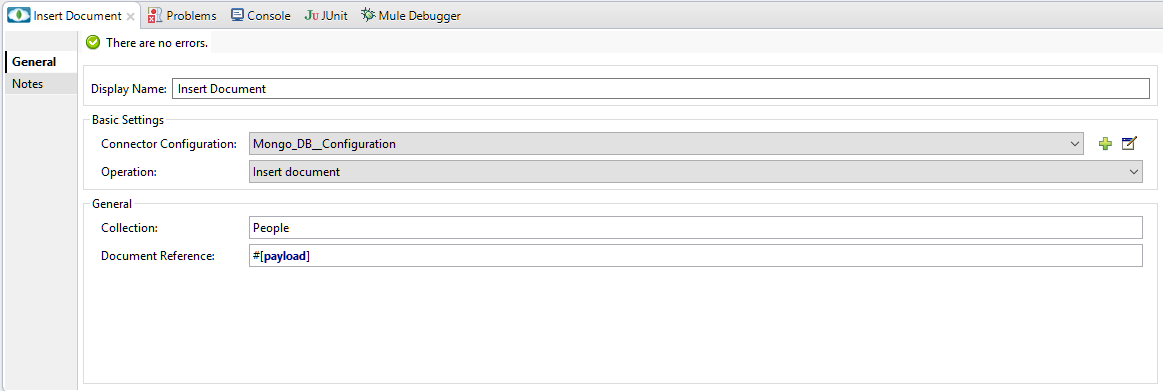 Insert Document Problems Console JUnit Mule Debugger
There are no errors.
General
Notes
Display Name: Insert Document
Basic Settings
Connector Configuration: Mongo_DB__Configuration
Operation: Insert document
General
Collection: People
Document Reference: #[payload]